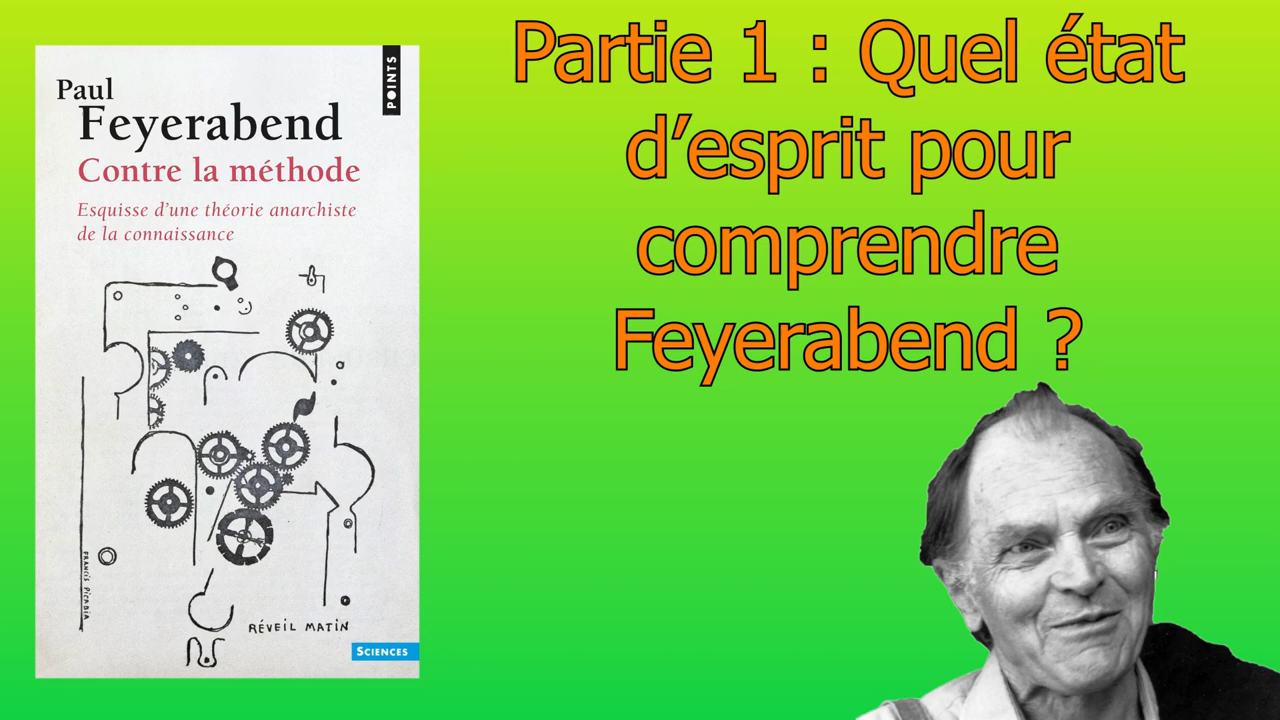 Paul
Feyerabend
Contre la méthode
Esquisse d'une théorie anarchiste
de la connaissance
POINTS
FRANCIS PICABIA
RÉVEIL MATIN
SCIENCES
Partie 1 : Quel état
d'esprit pour
comprendre
Feyerabend ?